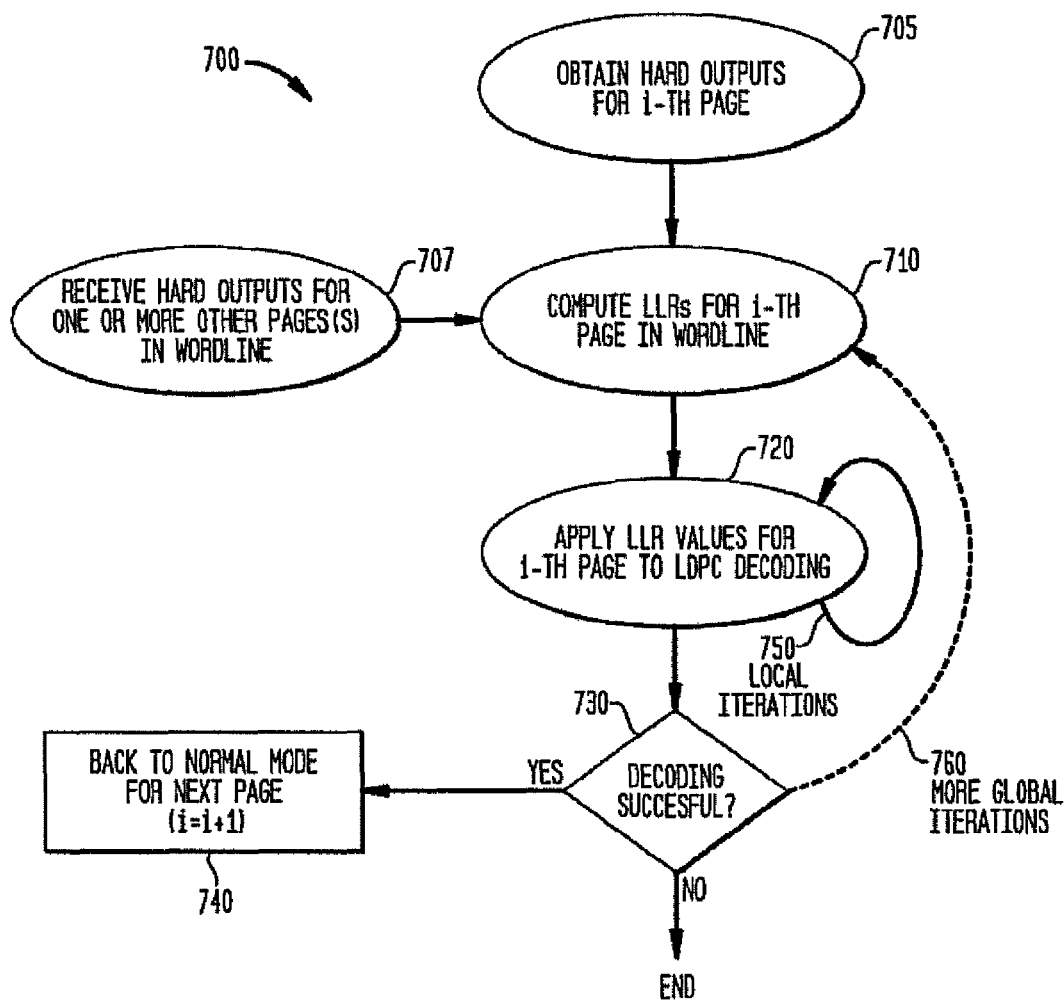 700
705
OBTAIN HARD OUTPUTS
FOR i-TH PAGE
707
RECEIVE HARD OUTPUTS FOR
ONE OR MORE OTHER PAGES(S)
IN WORDLINE
710
COMPUTE LLRs FOR i-TH
PAGE IN WORDLINE
720
APPLY LLR VALUES FOR
i-TH PAGE TO LDPC DECODING
750
LOCAL
ITERATIONS
730
DECODING
SUCCESFUL?
YES
BACK TO NORMAL MODE
FOR NEXT PAGE
(i=i+1)
740
760
MORE GLOBAL
ITERATIONS
NO
END